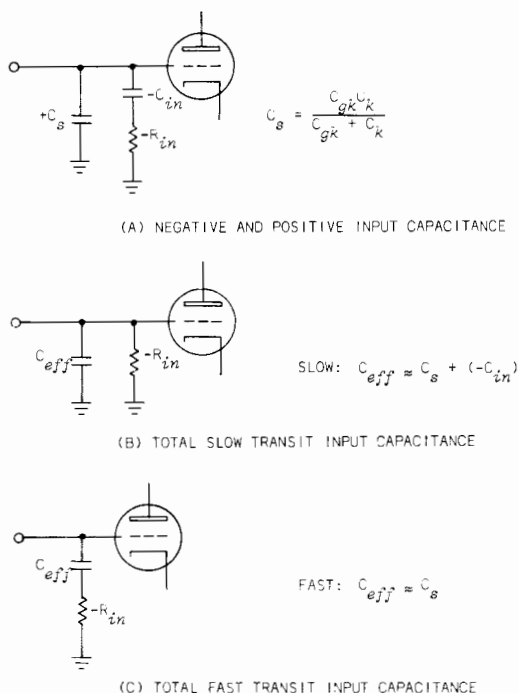 +C_s
-C_in
-R_in
C_s = C_gk C_k / C_gk + C_k
(A) NEGATIVE AND POSITIVE INPUT CAPACITANCE
C_eff
-R_in
SLOW: C_eff ≈ C_s + (-C_in)
(B) TOTAL SLOW TRANSIT INPUT CAPACITANCE
C_eff
-R_in
FAST: C_eff ≈ C_s
(C) TOTAL FAST TRANSIT INPUT CAPACITANCE